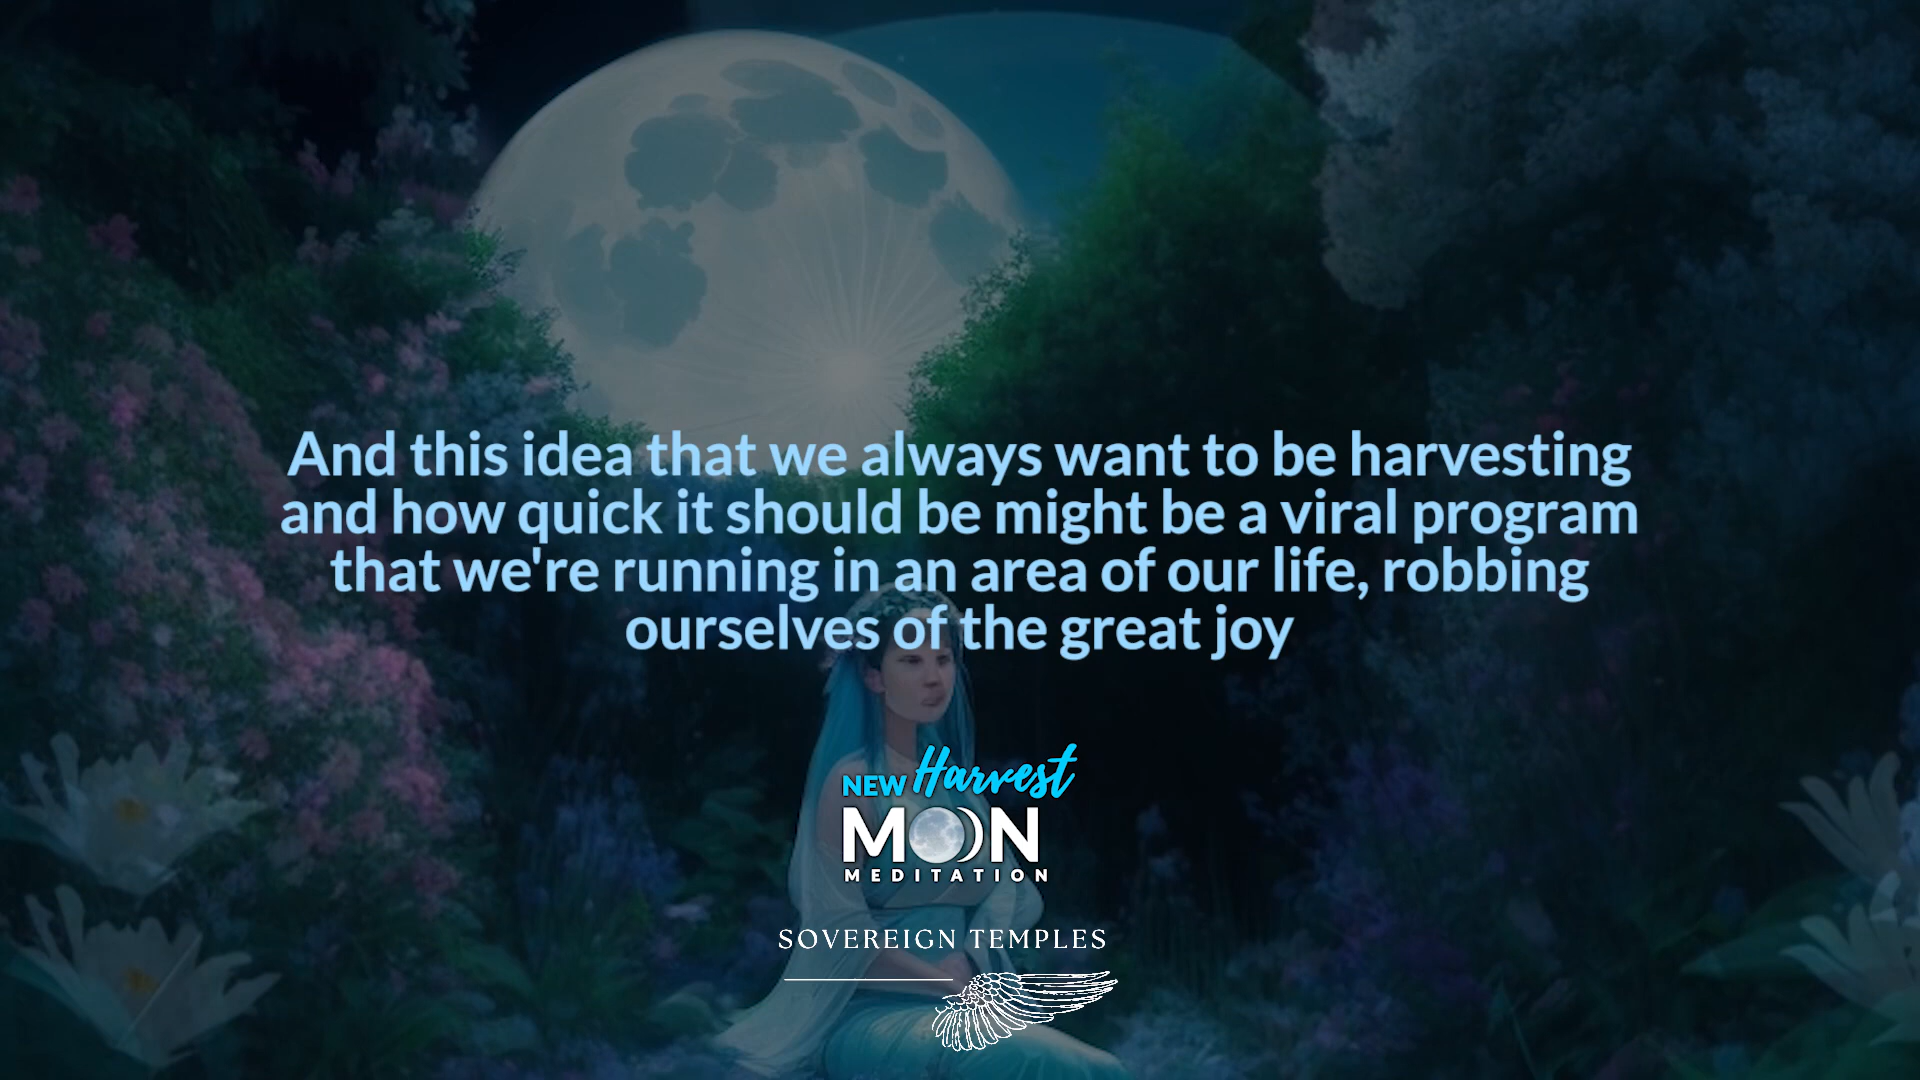 And this idea that we always want to be harvesting
and how quick it should be might be a viral program
that we're running in an area of our life, robbing
ourselves of the great joy
NEW Harvest
MOON
MEDITATION
SOVEREIGN TEMPLES